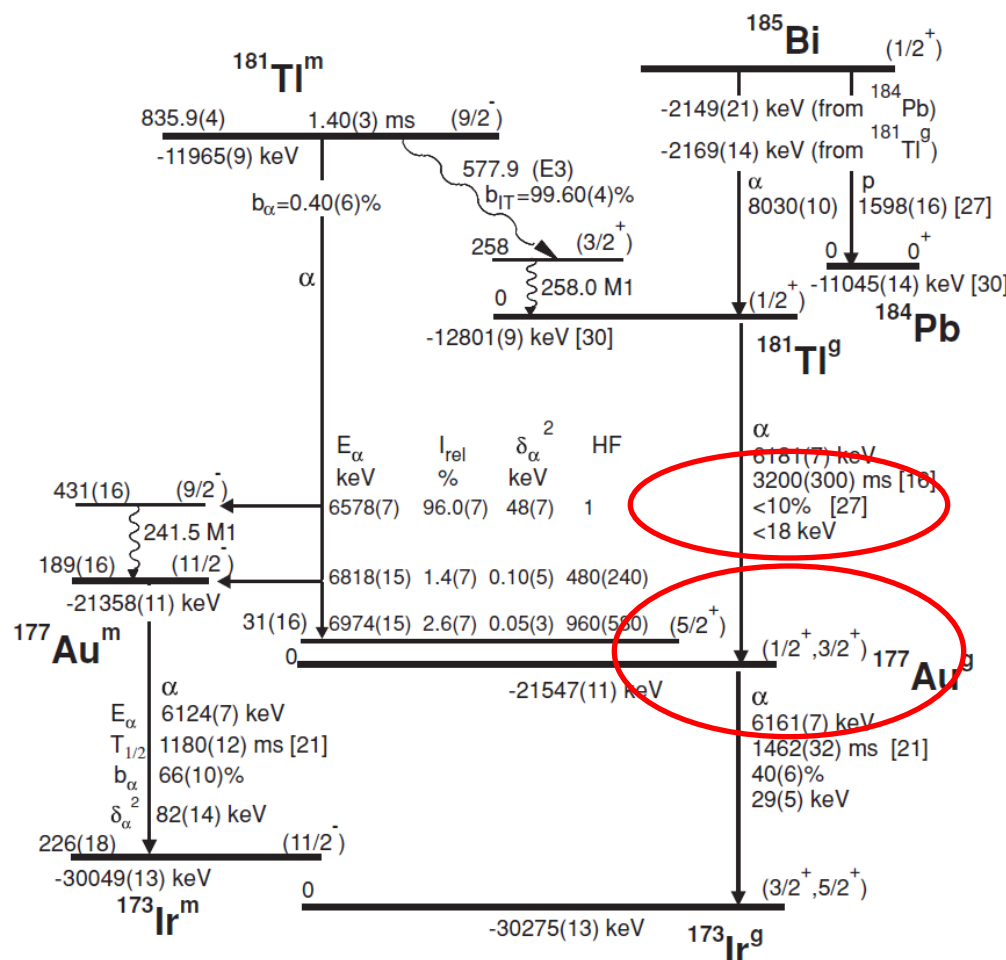 185Bi (1/2+)
181Tlm
835.9(4) 1.40(3) ms (9/2-)
-11965(9) keV
bα=0.40(6)%
577.9 (E3)
bIT=99.60(4)%
α
258 (3/2+)
258.0 M1
-2149(21) keV (from 184Pb)
-2169(14) keV (from 181Tlg)
α
8030(10)
p
1598(16) [27]
0 0+
-11045(14) keV [30]
184Pb
0 (1/2+)
-12801(9) keV [30]
181Tlg
Eα Irel δα2 HF
keV % keV
6578(7) 96.0(7) 48(7) 1
6818(15) 1.4(7) 0.10(5) 480(240)
6974(15) 2.6(7) 0.05(3) 960(580)
α
6181(7) keV
3200(300) ms [16]
<10% [27]
<18 keV
431(16) (9/2-)
241.5 M1
189(16) (11/2-)
-21358(11) keV
177Aum
31(16) (5/2+)
0 (1/2+,3/2+) 177Aug
-21547(11) keV
α
Eα 6124(7) keV
T1/2 1180(12) ms [21]
bα 66(10)%
δα2 82(14) keV
α
6161(7) keV
1462(32) ms [21]
40(6)%
29(5) keV
226(18) (11/2-)
-30049(13) keV
173Irm
0 (3/2+,5/2+)
-30275(13) keV
173Irg